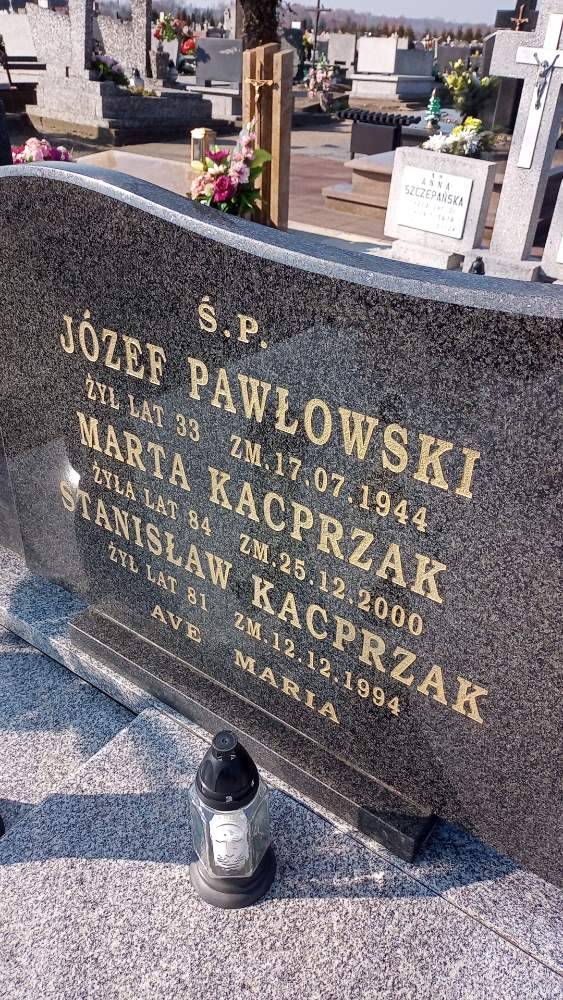 Ś.P.
JÓZEF PAWŁOWSKI
ŻYŁ LAT 33 ZM.17.07.1944
MARTA KACPRZAK
ŻYŁA LAT 84 ZM.25.12.2000
STANISŁAW KACPRZAK
ŻYŁ LAT 81 ZM.12.12.1994
AVE MARIA
ANNA
SZCZEPAŃSKA